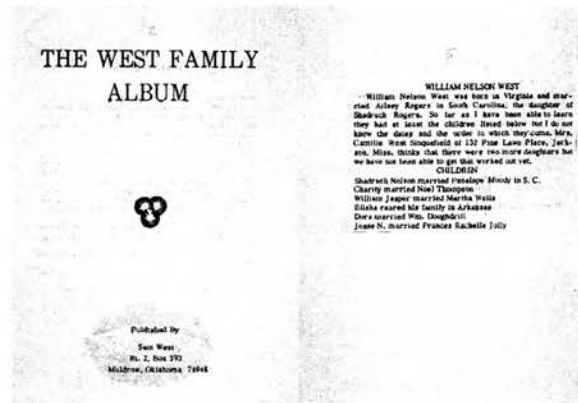 THE WEST FAMILY
ALBUM
Published By
Sam West
Rt. 2, Box 393
Muldrow, Oklahoma 74948
WILLIAM NELSON WEST
William Nelson West was born in Virginia and mar-
ried Ailsey Rogers in South Carolina, the daughter of
Shadrach Rogers. So far as I have been able to learn
they had at least the children listed below but I do not
know the dates and the order in which they come. Mrs.
Camille West Sinquefield of 132 Pine Lawn Place, Jack-
son, Miss. thinks that there were two more daughters but
we have not been able to get that worked out yet.
CHILDREN
Shadrach Nelson married Penelope Moody in S. C.
Charity married Noel Thompson
William Jasper married Martha Wells
Elisha reared his family in Arkansas
Dora married Wm.
Jesse N. married Frances Rachelle Jolly